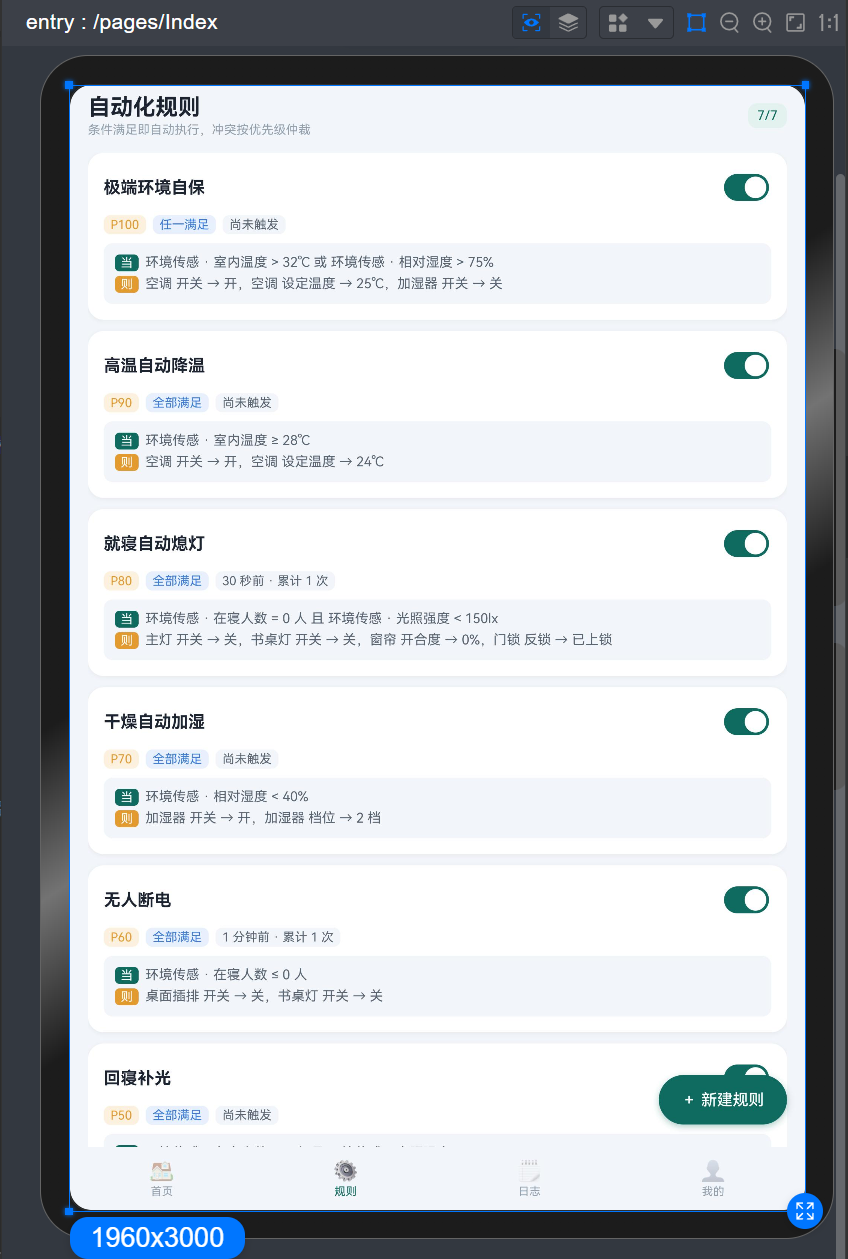 entry : /pages/Index
1:1
自动化规则
条件满足即自动执行，冲突按优先级仲裁
7/7
极端环境自保
P100 任一满足 尚未触发
当 环境传感 · 室内温度 > 32℃ 或 环境传感 · 相对湿度 > 75%
则 空调 开关 → 开，空调 设定温度 → 25℃，加湿器 开关 → 关
高温自动降温
P90 全部满足 尚未触发
当 环境传感 · 室内温度 ≥ 28℃
则 空调 开关 → 开，空调 设定温度 → 24℃
就寝自动熄灯
P80 全部满足 30 秒前 · 累计 1 次
当 环境传感 · 在寝人数 = 0 人 且 环境传感 · 光照强度 < 150lx
则 主灯 开关 → 关，书桌灯 开关 → 关，窗帘 开合度 → 0%，门锁 反锁 → 已上锁
干燥自动加湿
P70 全部满足 尚未触发
当 环境传感 · 相对湿度 < 40%
则 加湿器 开关 → 开，加湿器 档位 → 2 档
无人断电
P60 全部满足 1 分钟前 · 累计 1 次
当 环境传感 · 在寝人数 ≤ 0 人
则 桌面插排 开关 → 关，书桌灯 开关 → 关
回寝补光
P50 全部满足 尚未触发
+ 新建规则
首页 规则 日志 我的
1960x3000